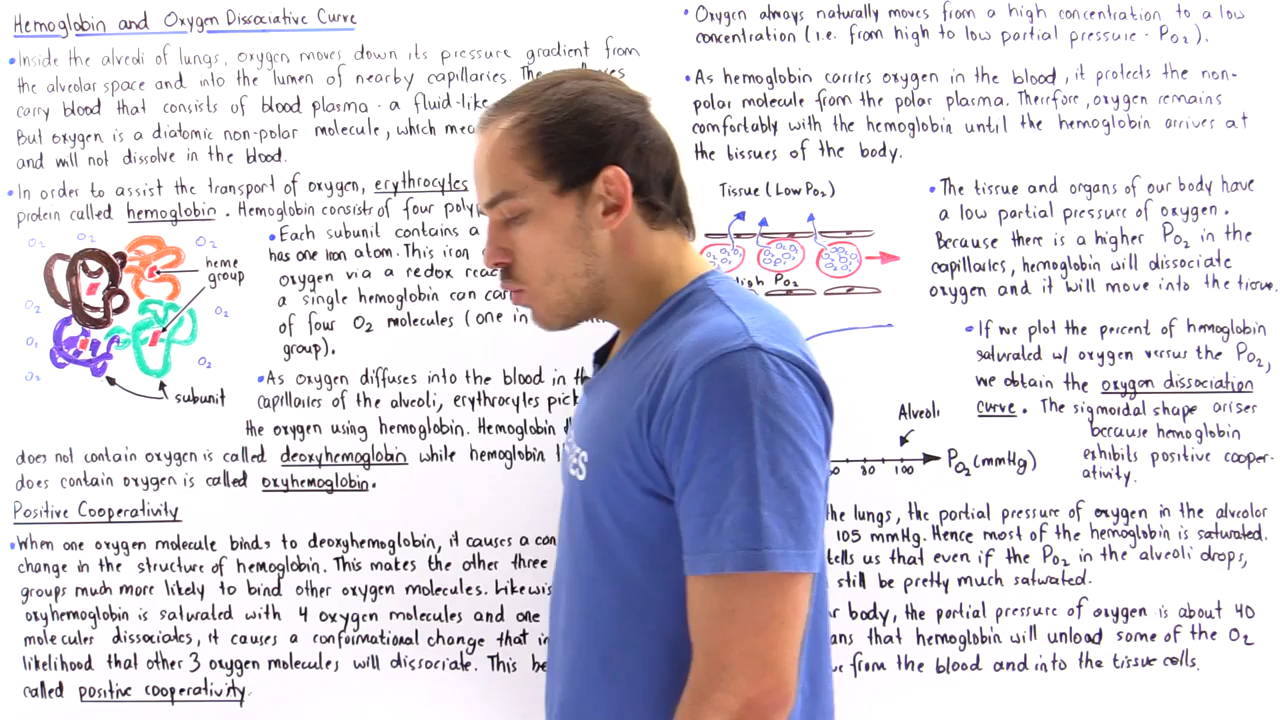 Hemoglobin and Oxygen Dissociative Curve
• Inside the alveoli of lungs, oxygen moves down its pressure gradient from
the alveolar space and into the lumen of nearby capillaries. The
carry blood that consists of blood plasma - a fluid-like
But oxygen is a diatomic non-polar molecule, which
and will not dissolve in the blood.
• In order to assist the transport of oxygen, erythrocytes
protein called hemoglobin. Hemoglobin consists of four
• Each subunit contains a
has one iron atom. This iron
oxygen via a redox
a single hemoglobin can
of four O2 molecules (one in
group).
O2 O2 O2
heme
group
O2 O2
O2
O2 O2
subunit
• As oxygen diffuses into the blood in
capillaries of the alveoli, erythrocytes pick
the oxygen using hemoglobin. Hemoglobin
does not contain oxygen is called deoxyhemoglobin while hemoglobin
does contain oxygen is called oxyhemoglobin.
Positive Cooperativity
• When one oxygen molecule binds to deoxyhemoglobin, it causes a
change in the structure of hemoglobin. This makes the other three
groups much more likely to bind other oxygen molecules.
oxyhemoglobin is saturated with 4 oxygen molecules and one
molecules dissociates, it causes a conformational change that
likelihood that other 3 oxygen molecules will dissociate. This
called positive cooperativity.
• Oxygen always naturally moves from a high concentration to a low
concentration (i.e. from high to low partial pressure - PO2).
• As hemoglobin carries oxygen in the blood, it protects the non-
polar molecule from the polar plasma. Therefore, oxygen remains
comfortably with the hemoglobin until the hemoglobin arrives at
the tissues of the body.
Tissue (Low PO2)
High PO2
• The tissue and organs of our body have
a low partial pressure of oxygen.
Because there is a higher PO2 in the
capillaries, hemoglobin will dissociate
oxygen and it will move into the tissue.
• If we plot the percent of hemoglobin
saturated w/ oxygen versus the PO2,
we obtain the oxygen dissociation
curve. The sigmoidal shape arises
because hemoglobin
exhibits positive cooper-
ativity.
Alveoli
80 100 PO2 (mmHg)
the lungs, the partial pressure of oxygen in the alveolar
105 mmHg. Hence most of the hemoglobin is saturated.
tells us that even if the PO2 in the alveoli drops,
still be pretty much saturated.
body, the partial pressure of oxygen is about 40
that hemoglobin will unload some of the O2
from the blood and into the tissue cells.